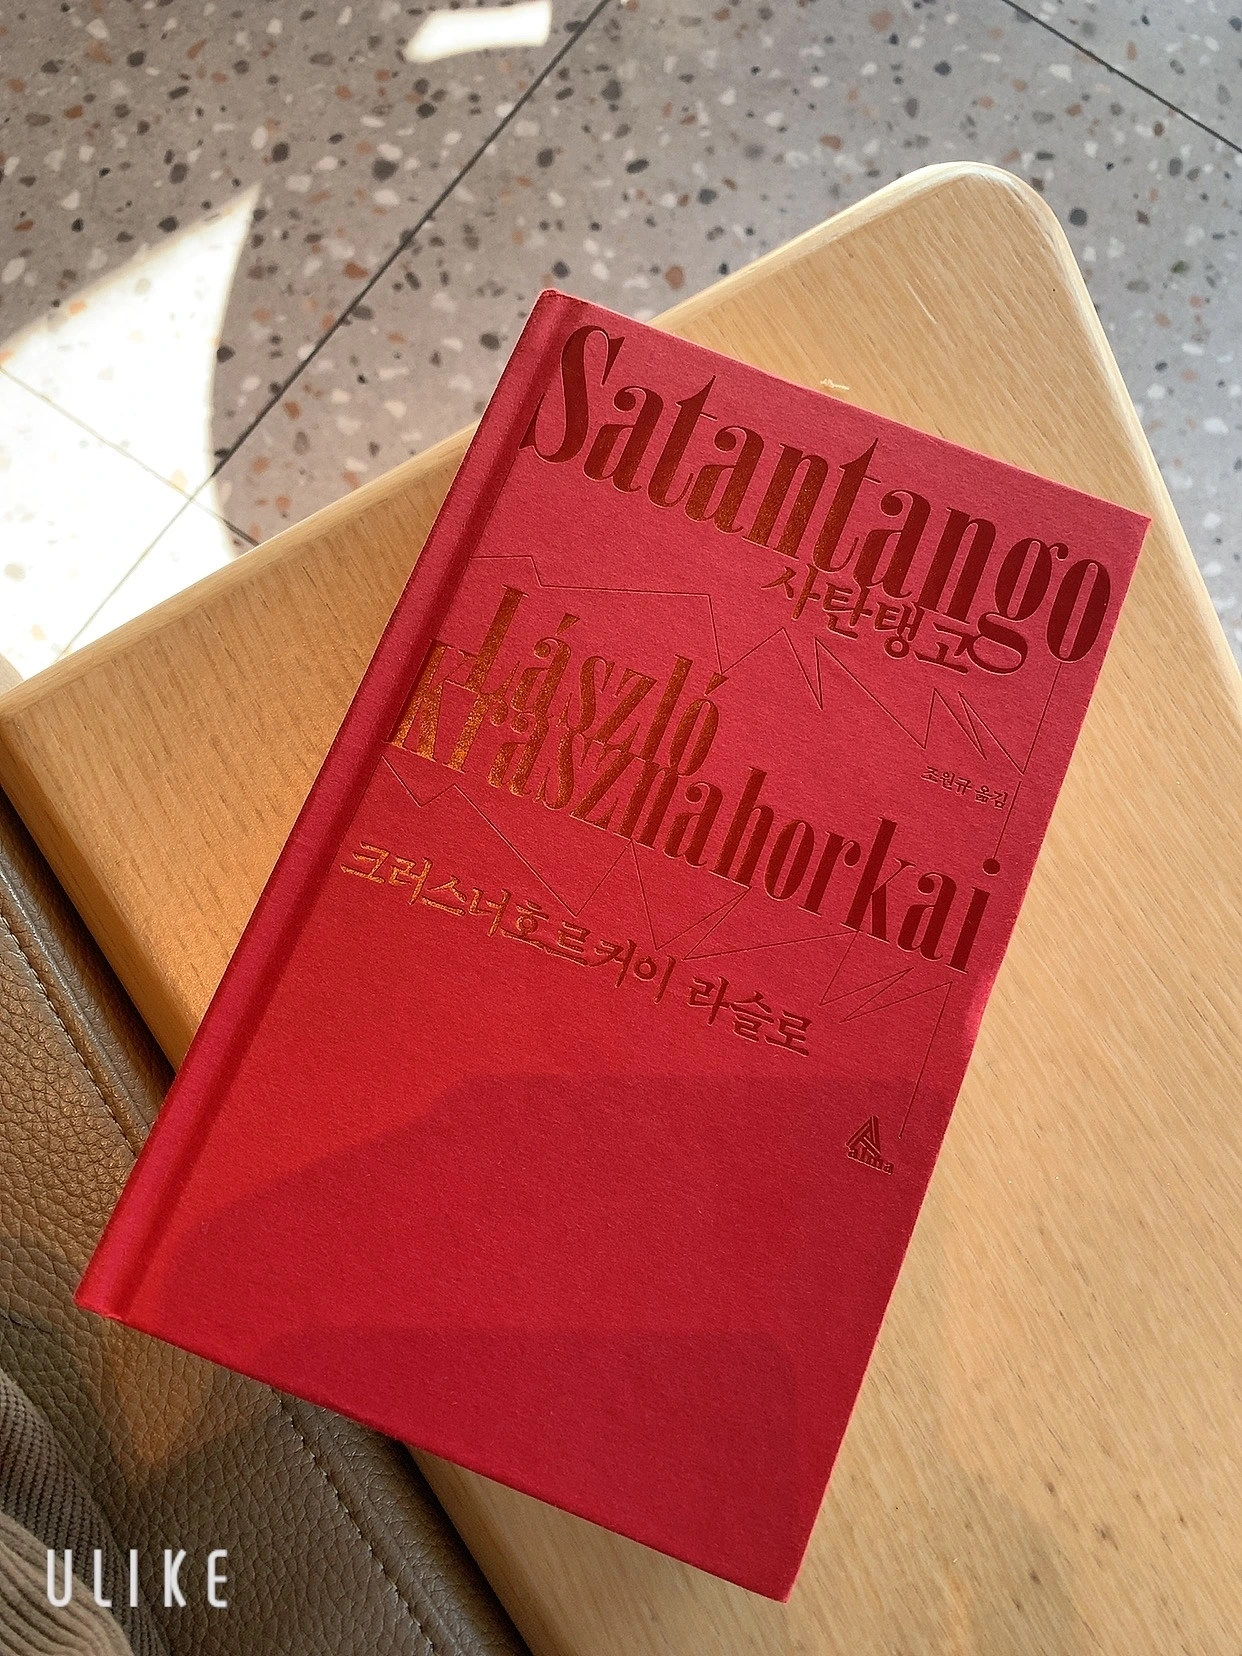 Satantango
사탄탱고
László
Krasznahorkai
조원규 옮김
크러스너호르커이 라슬로
alma
ULIKE